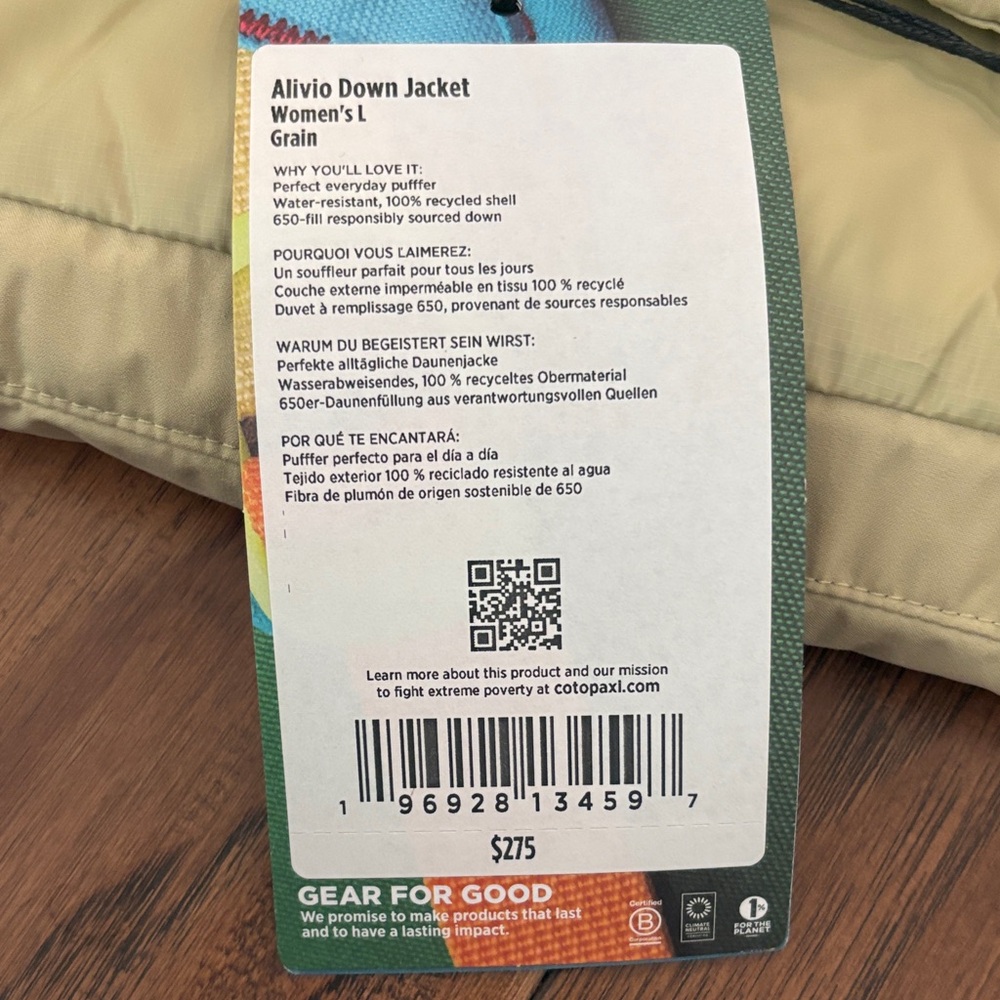 Alivio Down Jacket
Women's L
Grain
WHY YOU'LL LOVE IT:
Perfect everyday pufffer
Water-resistant, 100% recycled shell
650-fill responsibly sourced down
POURQUOI VOUS L'AIMEREZ:
Un souffleur parfait pour tous les jours
Couche externe imperméable en tissu 100 % recyclé
Duvet à remplissage 650, provenant de sources responsables
WARUM DU BEGEISTERT SEIN WIRST:
Perfekte alltägliche Daunenjacke
Wasserabweisendes, 100 % recyceltes Obermaterial
650er-Daunenfüllung aus verantwortungsvollen Quellen
POR QUÉ TE ENCANTARÁ:
Pufffer perfecto para el día a día
Tejido exterior 100 % reciclado resistente al agua
Fibra de plumón de origen sostenible de 650
Learn more about this product and our mission
to fight extreme poverty at cotopaxi.com
1 96928 13459 7
$275
GEAR FOR GOOD
We promise to make products that last
and to have a lasting impact.
Certified
B
Corporation
CLIMATE
NEUTRAL
1%
FOR THE
PLANET